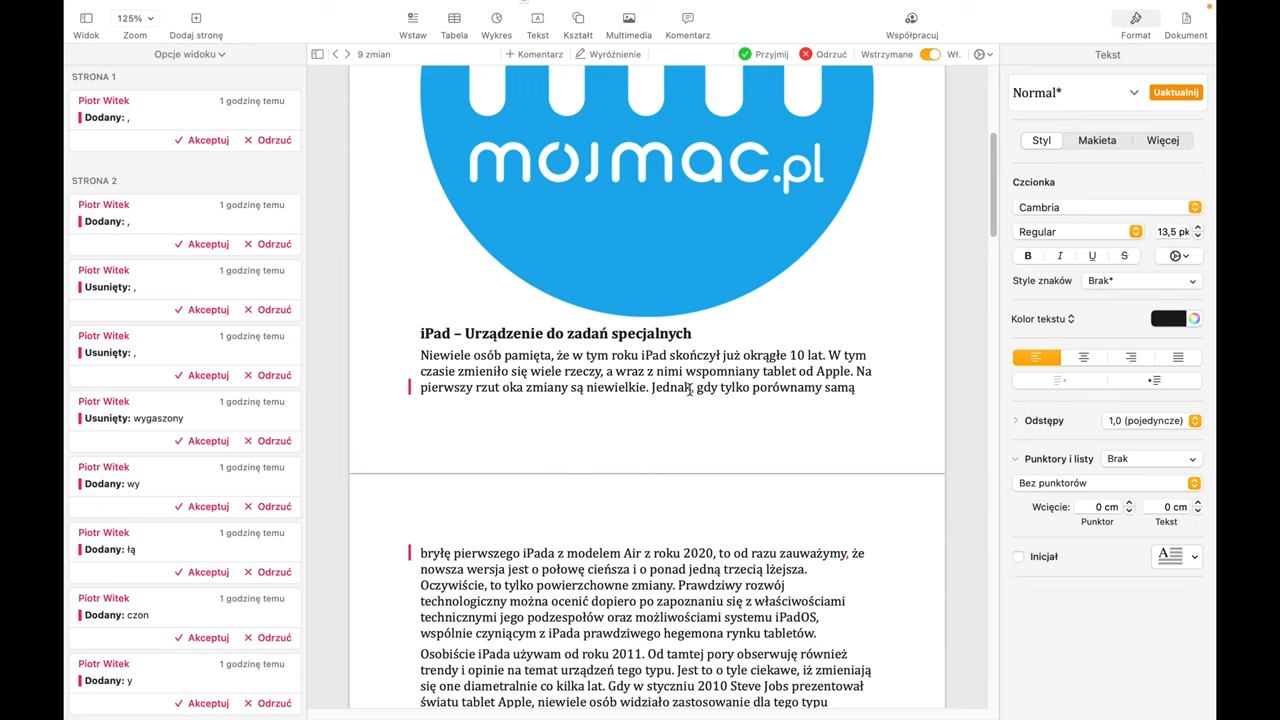 125%
Widok
Zoom
Dodaj stronę
Wstaw
Tabela
Wykres
Tekst
Kształt
Multimedia
Komentarz
Współpracuj
Format
Dokument
Opcje widoku
9 zmian
Komentarz
Wyróżnienie
Przyjmij
Odrzuć
Wstrzymane
Wł.
Tekst
STRONA 1
Piotr Witek
1 godzinę temu
Dodany: ,
Akceptuj
Odrzuć
STRONA 2
Piotr Witek
1 godzinę temu
Dodany: ,
Akceptuj
Odrzuć
Piotr Witek
1 godzinę temu
Usunięty: ,
Akceptuj
Odrzuć
Piotr Witek
1 godzinę temu
Usunięty: ,
Akceptuj
Odrzuć
Piotr Witek
1 godzinę temu
Usunięty: wygaszony
Akceptuj
Odrzuć
Piotr Witek
1 godzinę temu
Dodany: wy
Akceptuj
Odrzuć
Piotr Witek
1 godzinę temu
Dodany: łą
Akceptuj
Odrzuć
Piotr Witek
1 godzinę temu
Dodany: czon
Akceptuj
Odrzuć
Piotr Witek
1 godzinę temu
Dodany: y
Akceptuj
Odrzuć
mójmac.pl
iPad – Urządzenie do zadań specjalnych
Niewiele osób pamięta, że w tym roku iPad skończył już okrągłe 10 lat. W tym
czasie zmieniło się wiele rzeczy, a wraz z nimi wspomniany tablet od Apple. Na
pierwszy rzut oka zmiany są niewielkie. Jednak, gdy tylko porównamy samą
bryłę pierwszego iPada z modelem Air z roku 2020, to od razu zauważymy, że
nowsza wersja jest o połowę cieńsza i o ponad jedną trzecią lżejsza.
Oczywiście, to tylko powierzchowne zmiany. Prawdziwy rozwój
technologiczny można ocenić dopiero po zapoznaniu się z właściwościami
technicznymi jego podzespołów oraz możliwościami systemu iPadOS,
wspólnie czyniącym z iPada prawdziwego hegemona rynku tabletów.
Osobiście iPada używam od roku 2011. Od tamtej pory obserwuję również
trendy i opinie na temat urządzeń tego typu. Jest to o tyle ciekawe, iż zmieniają
się one diametralnie co kilka lat. Gdy w styczniu 2010 Steve Jobs prezentował
światu tablet Apple, niewiele osób widziało zastosowanie dla tego typu
Normal*
Uaktualnij
Styl
Makieta
Więcej
Czcionka
Cambria
Regular
13,5 pk
B
I
U
S
Style znaków
Brak*
Kolor tekstu
Odstępy
1,0 (pojedyncze)
Punktory i listy
Brak
Bez punktorów
Wcięcie:
0 cm
0 cm
Punktor
Tekst
Inicjał
A